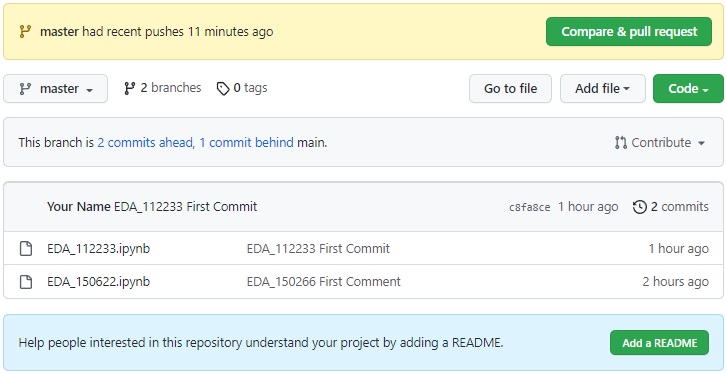 master had recent pushes 11 minutes ago Compare & pull request
master 2 branches 0 tags Go to file Add file Code
This branch is 2 commits ahead, 1 commit behind main. Contribute
Your Name EDA_112233 First Commit c8fa8ce 1 hour ago 2 commits
EDA_112233.ipynb EDA_112233 First Commit 1 hour ago
EDA_150622.ipynb EDA_150266 First Comment 2 hours ago
Help people interested in this repository understand your project by adding a README. Add a README